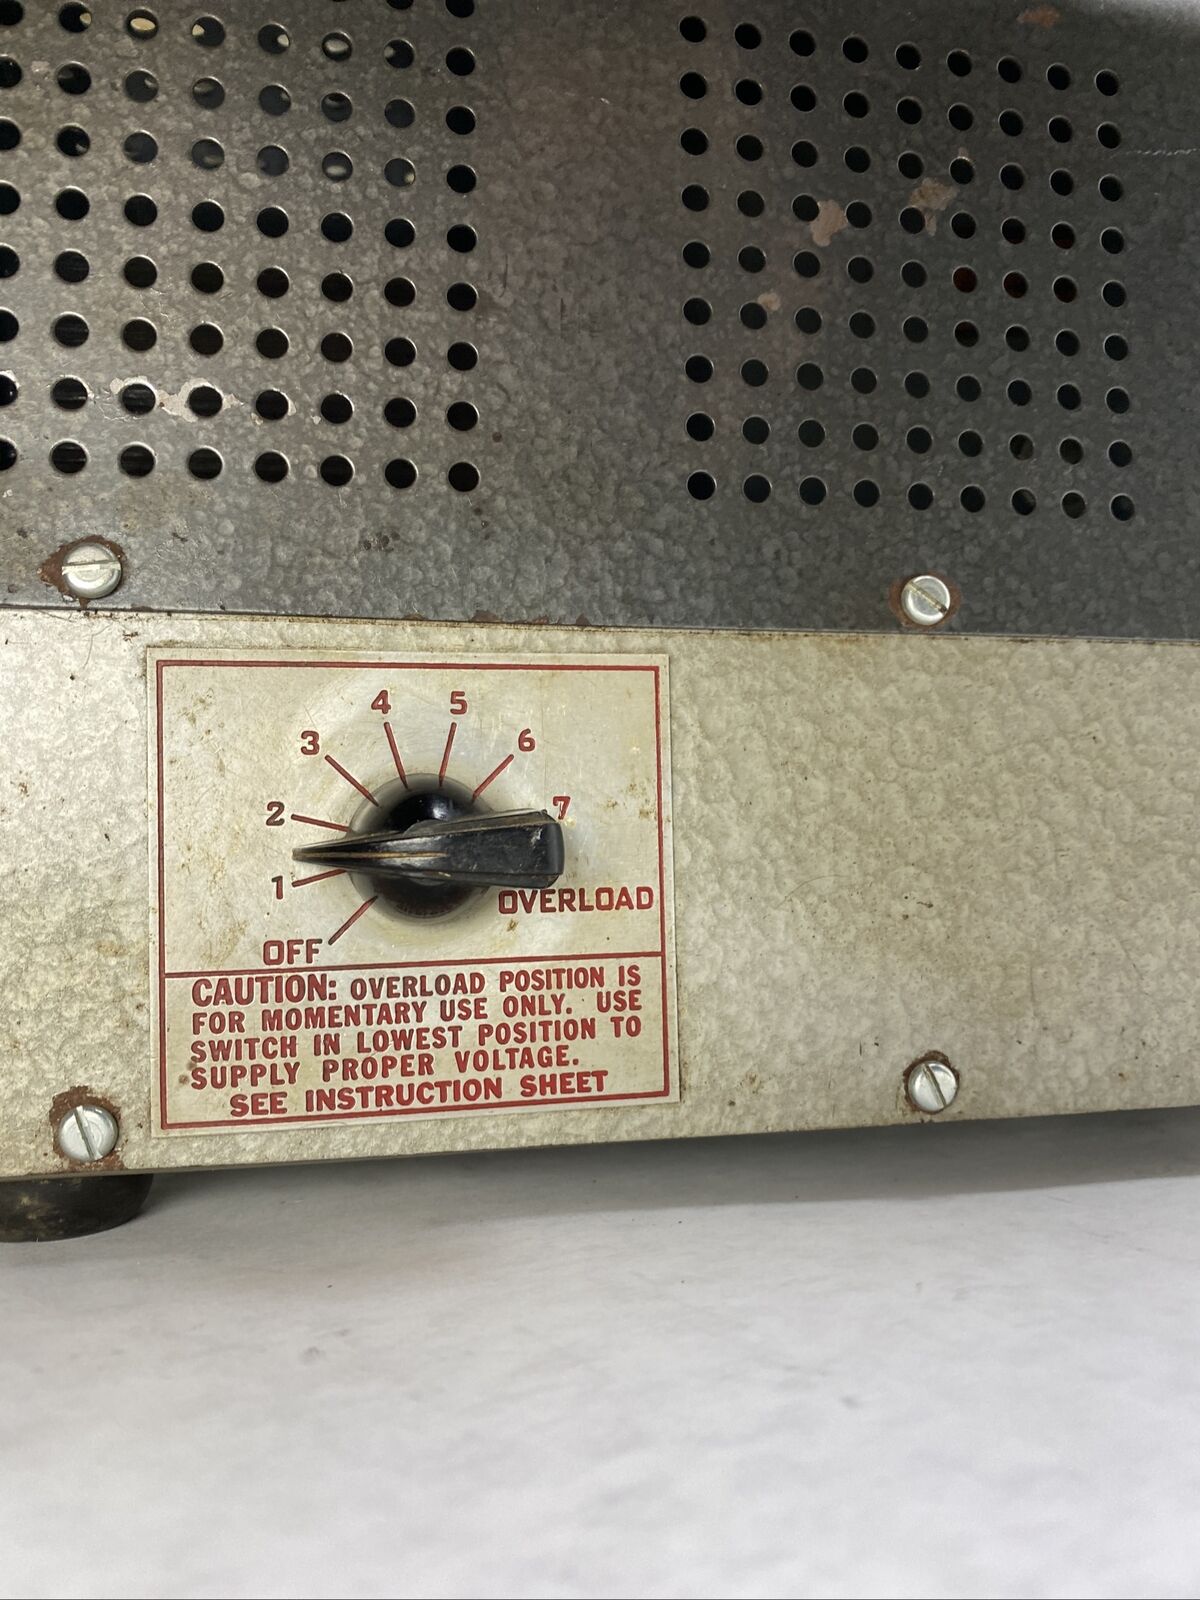 4 5
3 6
2 7
1 OVERLOAD
OFF
CAUTION: OVERLOAD POSITION IS
FOR MOMENTARY USE ONLY. USE
SWITCH IN LOWEST POSITION TO
SUPPLY PROPER VOLTAGE.
SEE INSTRUCTION SHEET